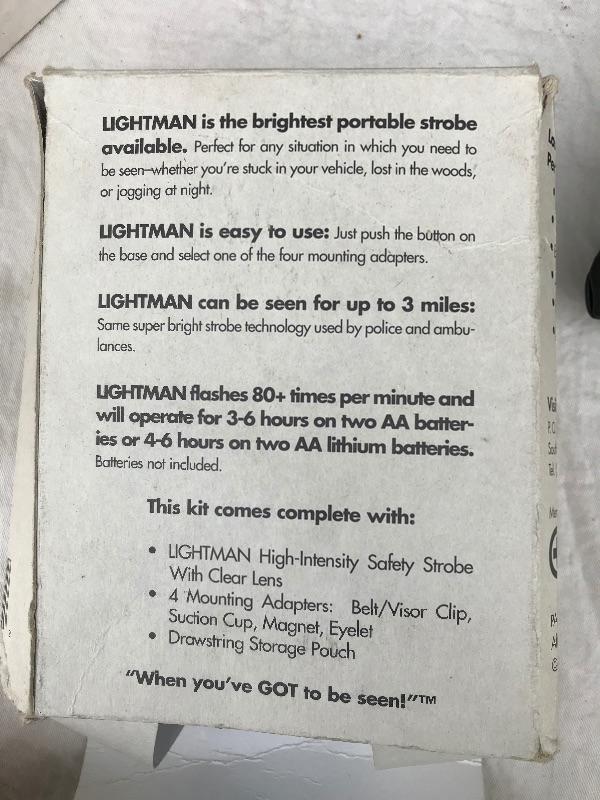 LIGHTMAN is the brightest portable strobe
available. Perfect for any situation in which you need to
be seen–whether you're stuck in your vehicle, lost in the woods,
or jogging at night.
LIGHTMAN is easy to use: Just push the button on
the base and select one of the four mounting adapters.
LIGHTMAN can be seen for up to 3 miles:
Same super bright strobe technology used by police and ambu-
lances.
LIGHTMAN flashes 80+ times per minute and
will operate for 3-6 hours on two AA batter-
ies or 4-6 hours on two AA lithium batteries.
Batteries not included.
This kit comes complete with:
• LIGHTMAN High-Intensity Safety Strobe
With Clear Lens
• 4 Mounting Adapters: Belt/Visor Clip,
Suction Cup, Magnet, Eyelet
• Drawstring Storage Pouch
"When you've GOT to be seen!"™